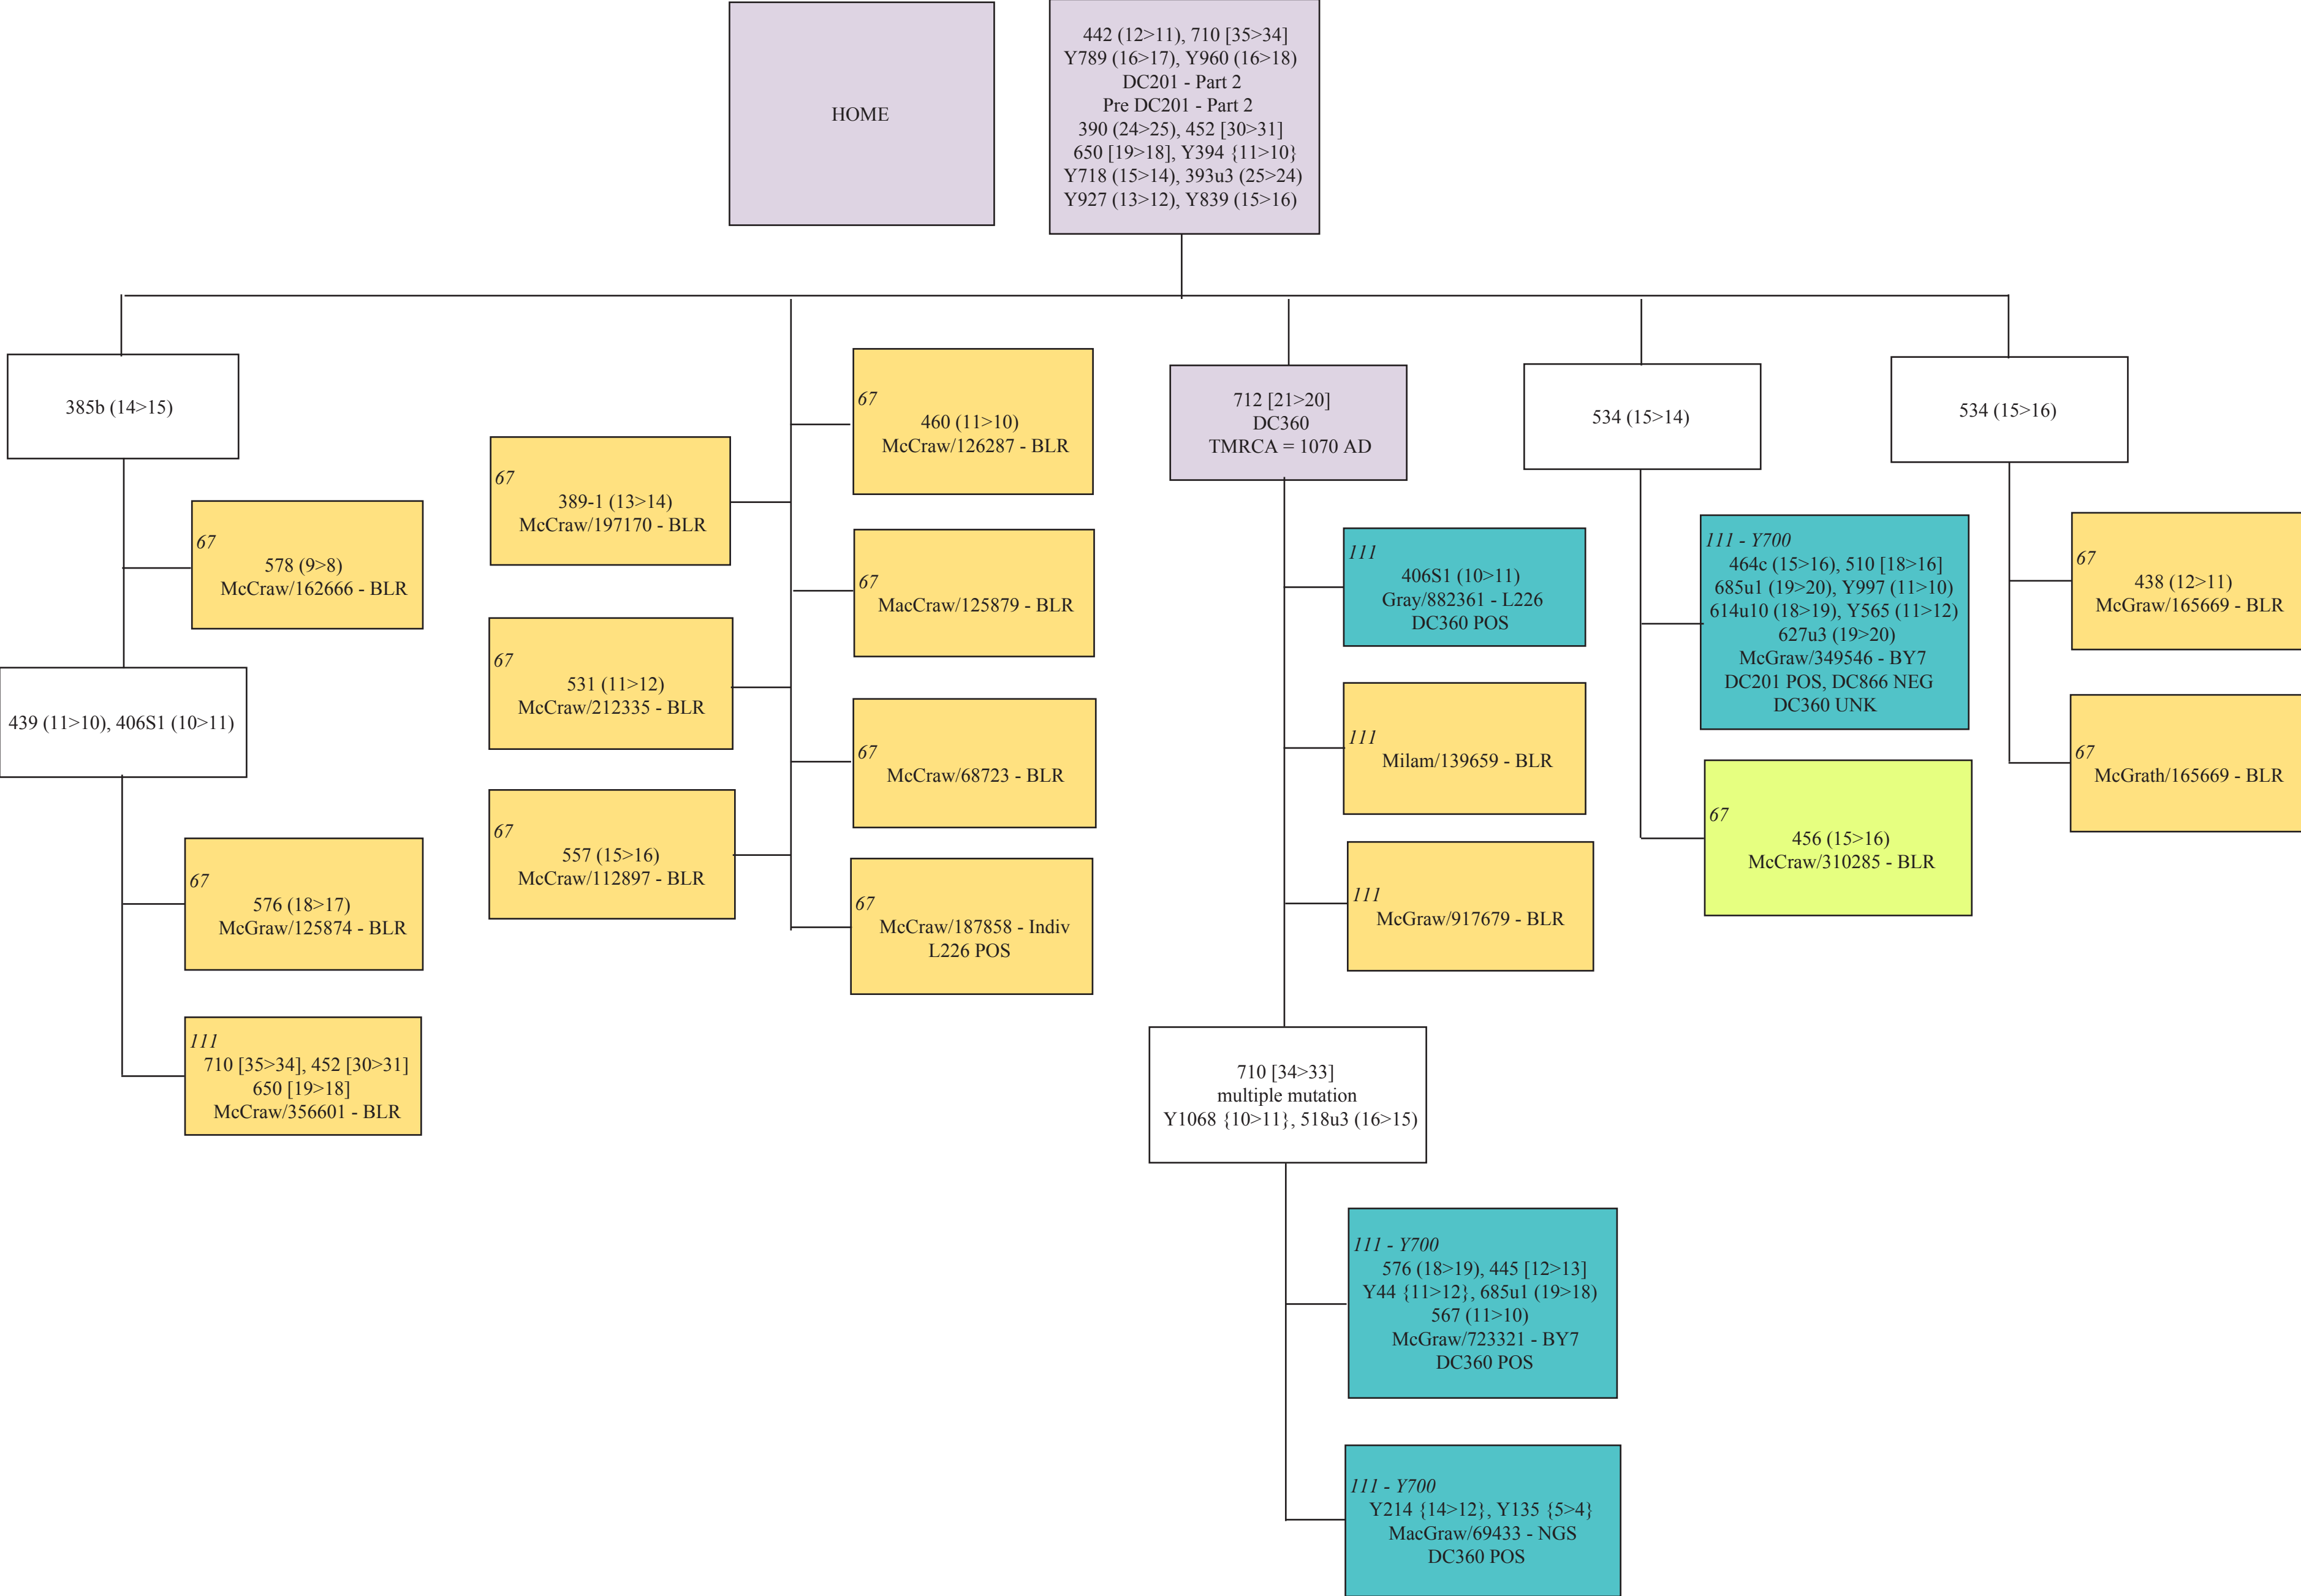 HOME
442 (12>11), 710 [35>34]
Y789 (16>17), Y960 (16>18)
DC201 - Part 2
Pre DC201 - Part 2
390 (24>25), 452 [30>31]
650 [19>18], Y394 {11>10}
Y718 (15>14), 393u3 (25>24)
Y927 (13>12), Y839 (15>16)
385b (14>15)
67
578 (9>8)
McCraw/162666 - BLR
439 (11>10), 406S1 (10>11)
67
576 (18>17)
McGraw/125874 - BLR
111
710 [35>34], 452 [30>31]
650 [19>18]
McCraw/356601 - BLR
67
389-1 (13>14)
McCraw/197170 - BLR
67
531 (11>12)
McCraw/212335 - BLR
67
557 (15>16)
McCraw/112897 - BLR
67
460 (11>10)
McCraw/126287 - BLR
67
MacCraw/125879 - BLR
67
McCraw/68723 - BLR
67
McCraw/187858 - Indiv
L226 POS
712 [21>20]
DC360
TMRCA = 1070 AD
111
406S1 (10>11)
Gray/882361 - L226
DC360 POS
111
Milam/139659 - BLR
111
McGraw/917679 - BLR
710 [34>33]
multiple mutation
Y1068 {10>11}, 518u3 (16>15)
111 - Y700
576 (18>19), 445 [12>13]
Y44 {11>12}, 685u1 (19>18)
567 (11>10)
McGraw/723321 - BY7
DC360 POS
111 - Y700
Y214 {14>12}, Y135 {5>4}
MacGraw/69433 - NGS
DC360 POS
534 (15>14)
111 - Y700
464c (15>16), 510 [18>16]
685u1 (19>20), Y997 (11>10)
614u10 (18>19), Y565 (11>12)
627u3 (19>20)
McGraw/349546 - BY7
DC201 POS, DC866 NEG
DC360 UNK
67
456 (15>16)
McCraw/310285 - BLR
534 (15>16)
67
438 (12>11)
McGraw/165669 - BLR
67
McGrath/165669 - BLR